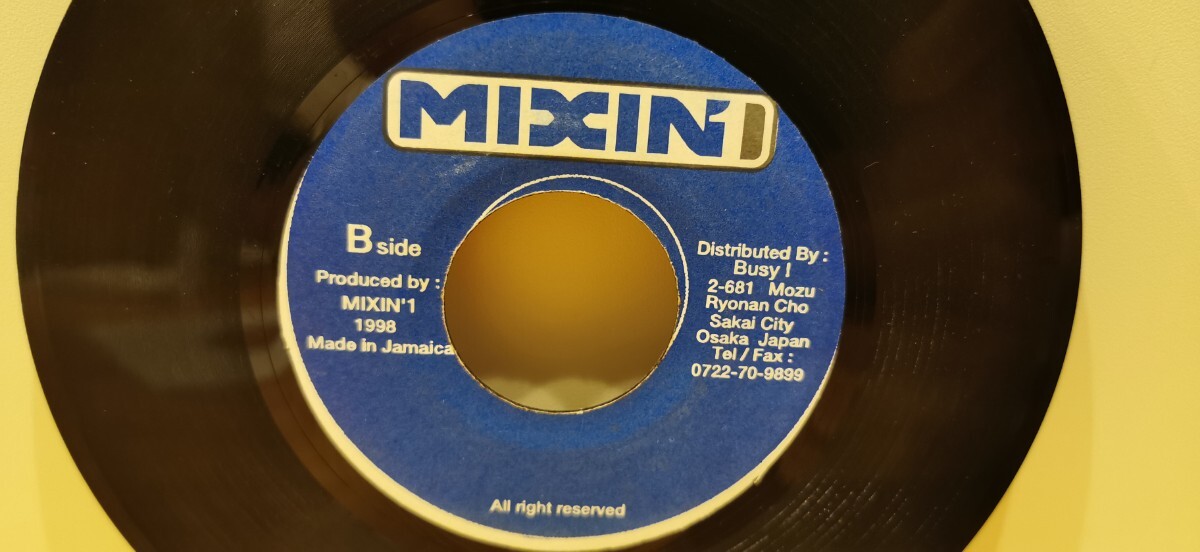 MIXIN'1
B side
Produced by :
MIXIN'1
1998
Made in Jamaica
Distributed By :
Busy !
2-681 Mozu
Ryonan Cho
Sakai City
Osaka Japan
Tel / Fax :
0722-70-9899
All right reserved